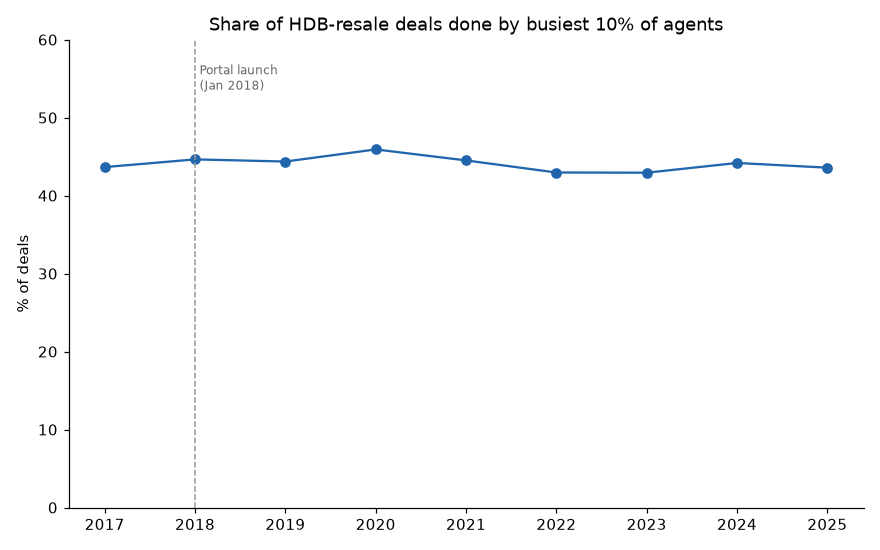 Share of HDB-resale deals done by busiest 10% of agents
60
Portal launch
(Jan 2018)
50
40
30
20
10
0
% of deals
2017 2018 2019 2020 2021 2022 2023 2024 2025